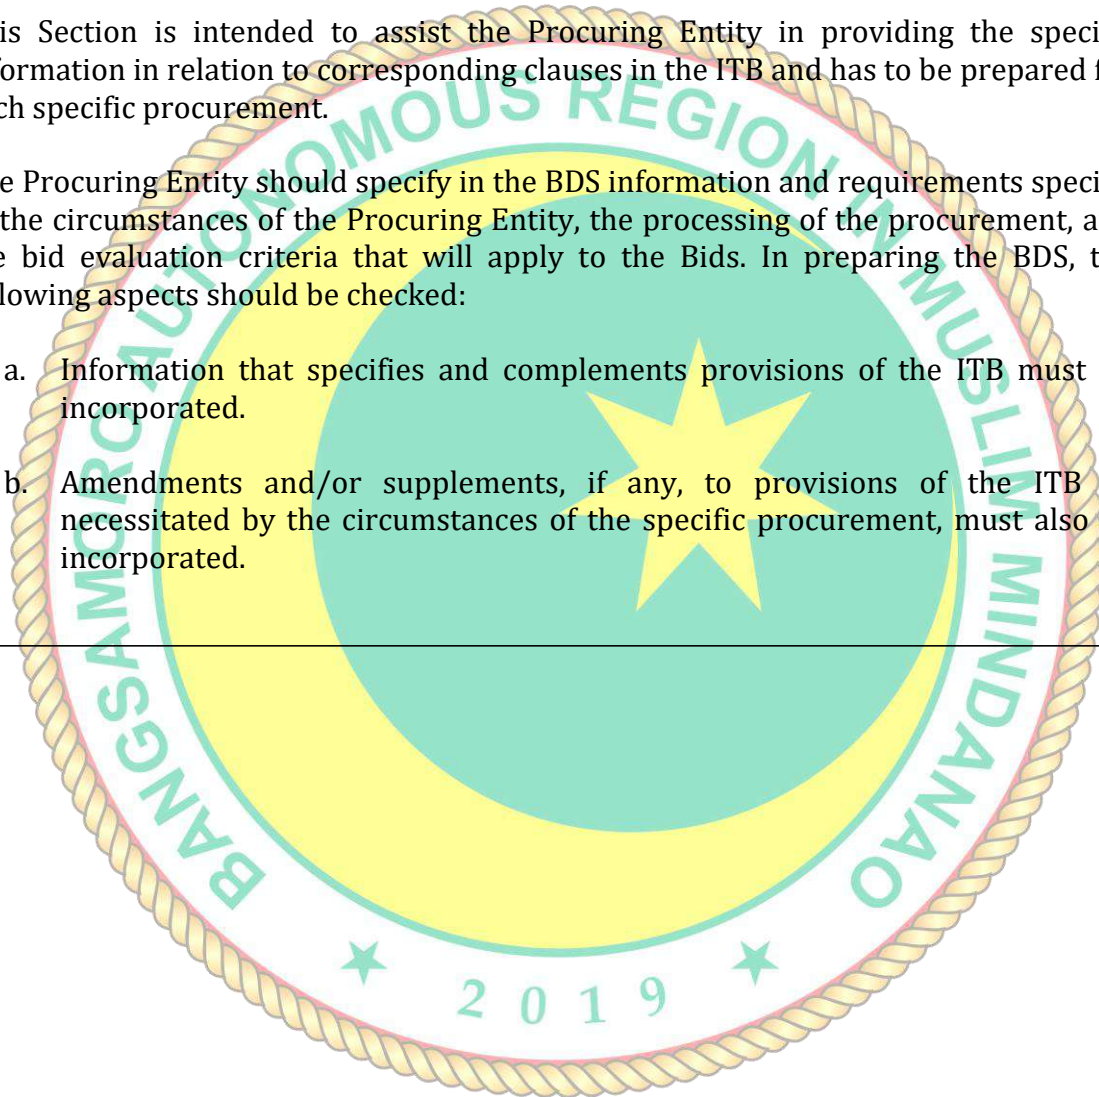 is Section is intended to assist the Procuring Entity in providing the speci
formation in relation to corresponding clauses in the ITB and has to be prepared f
ch specific procurement.
e Procuring Entity should specify in the BDS information and requirements speci
the circumstances of the Procuring Entity, the processing of the procurement, a
e bid evaluation criteria that will apply to the Bids. In preparing the BDS, t
llowing aspects should be checked:
a. Information that specifies and complements provisions of the ITB must
incorporated.
b. Amendments and/or supplements, if any, to provisions of the ITB
necessitated by the circumstances of the specific procurement, must also
incorporated.
BANGSAMORO AUTONOMOUS REGION IN MUSLIM MINDANAO
2019